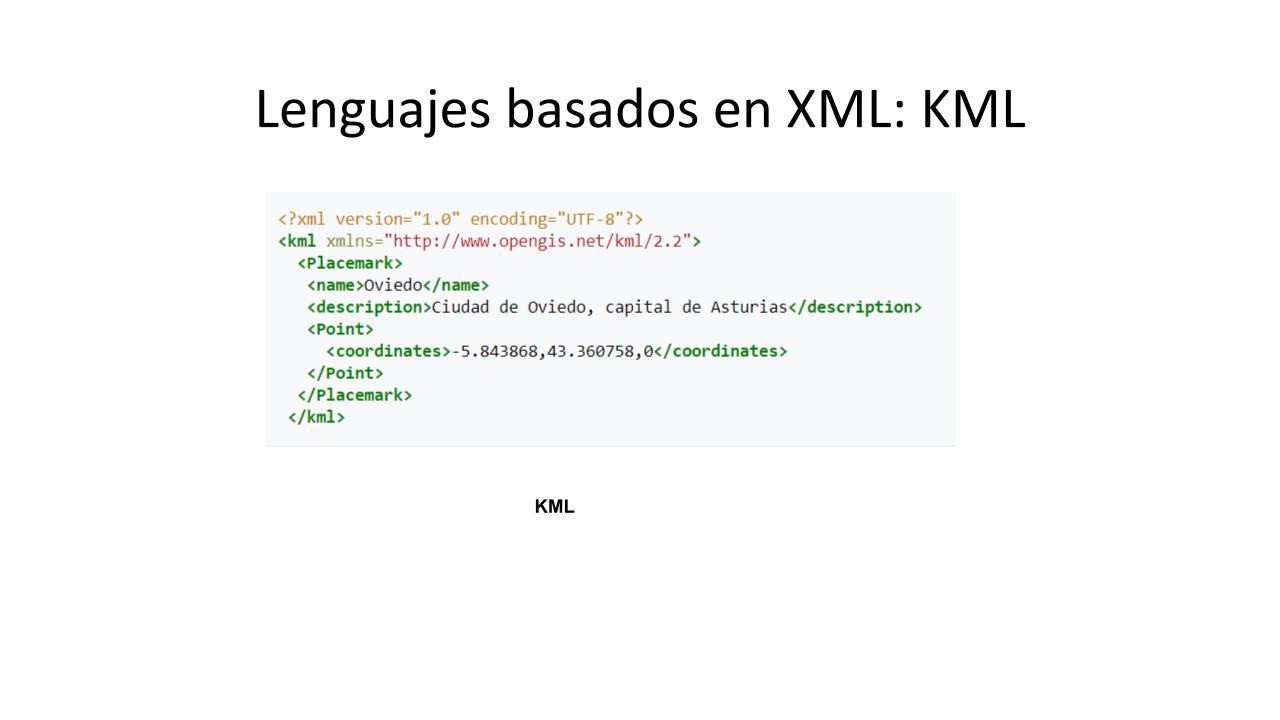 Lenguajes basados en XML: KML
<?xml version="1.0" encoding="UTF-8"?>
<kml xmlns="http://www.opengis.net/kml/2.2">
<Placemark>
<name>Oviedo</name>
<description>Ciudad de Oviedo, capital de Asturias</description>
<Point>
<coordinates>-5.843868,43.360758,0</coordinates>
</Point>
</Placemark>
</kml>
KML